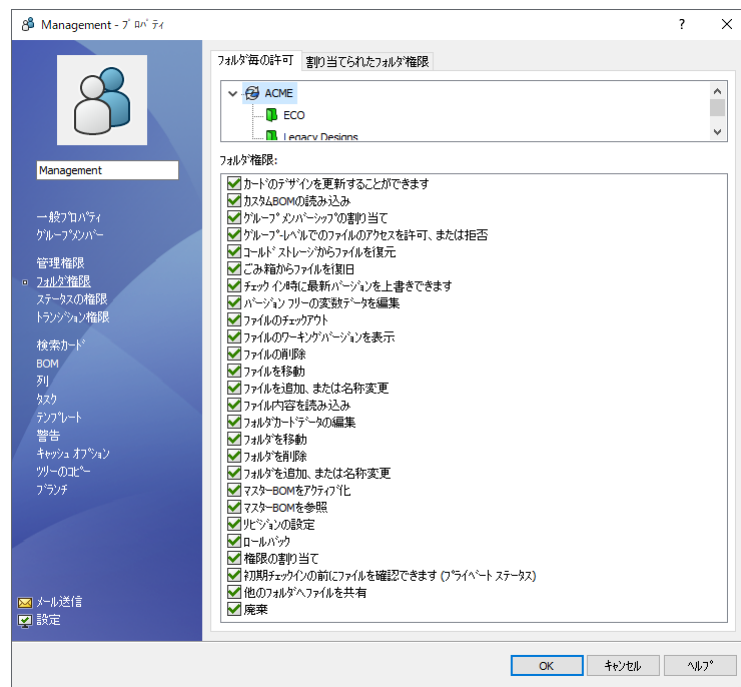 Management - プロパティ
? ×
フォルダ毎の許可 割り当てられたフォルダ権限
ACME
ECO
Legacy Designs
Management
フォルダ権限:
カードのデザインを更新することができます
カスタムBOMの読み込み
グループ メンバーシップの割り当て
グループ-レベルでのファイルのアクセスを許可、または拒否
コールド ストレージからファイルを復元
ごみ箱からファイルを復旧
チェック イン時に最新バージョンを上書きできます
バージョン フリーの変数データを編集
ファイルのチェックアウト
ファイルのワーキングバージョンを表示
ファイルの削除
ファイルを移動
ファイルを追加、または名称変更
ファイル内容を読み込み
フォルダカードデータの編集
フォルダを移動
フォルダを削除
フォルダを追加、または名称変更
マスターBOMをアクティブ化
マスターBOMを参照
リビジョンの設定
ロールバック
権限の割り当て
初期チェックインの前にファイルを確認できます (プライベート ステータス)
他のフォルダへファイルを共有
廃棄
一般プロパティ
グループメンバー
管理権限
フォルダ権限
ステータスの権限
トランジション権限
検索カード
BOM
列
タスク
テンプレート
警告
キャッシュ オプション
ツリーのコピー
ブランチ
メール送信
設定
OK キャンセル ヘルプ